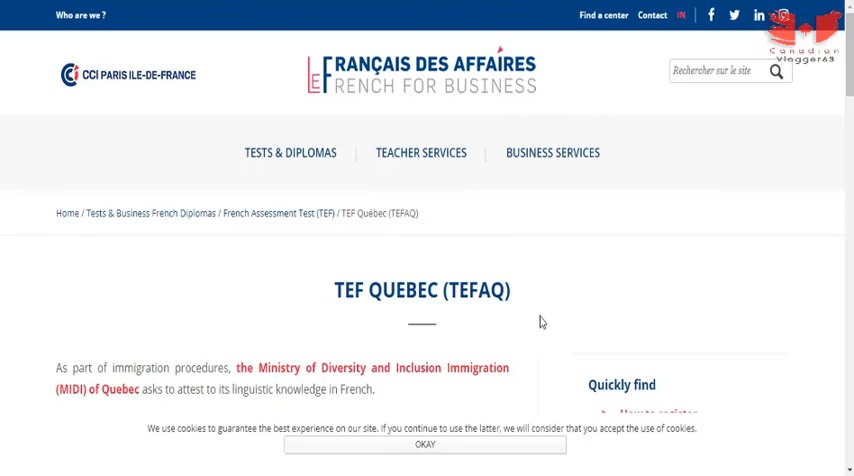 Who are we ?
Find a center
Contact
IN
CCI PARIS ILE-DE-FRANCE
LE FRANÇAIS DES AFFAIRES
FRENCH FOR BUSINESS
Rechercher sur le site
Canadian
Vlogger63
TESTS & DIPLOMAS
TEACHER SERVICES
BUSINESS SERVICES
Home / Tests & Business French Diplomas / French Assessment Test (TEF) / TEF Québec (TEFAQ)
TEF QUEBEC (TEFAQ)
As part of immigration procedures, the Ministry of Diversity and Inclusion Immigration
(MIDI) of Quebec asks to attest to its linguistic knowledge in French.
Quickly find
How to register
We use cookies to guarantee the best experience on our site. if you continue to use the latter, we will consider that you accept the use of cookies.
OKAY